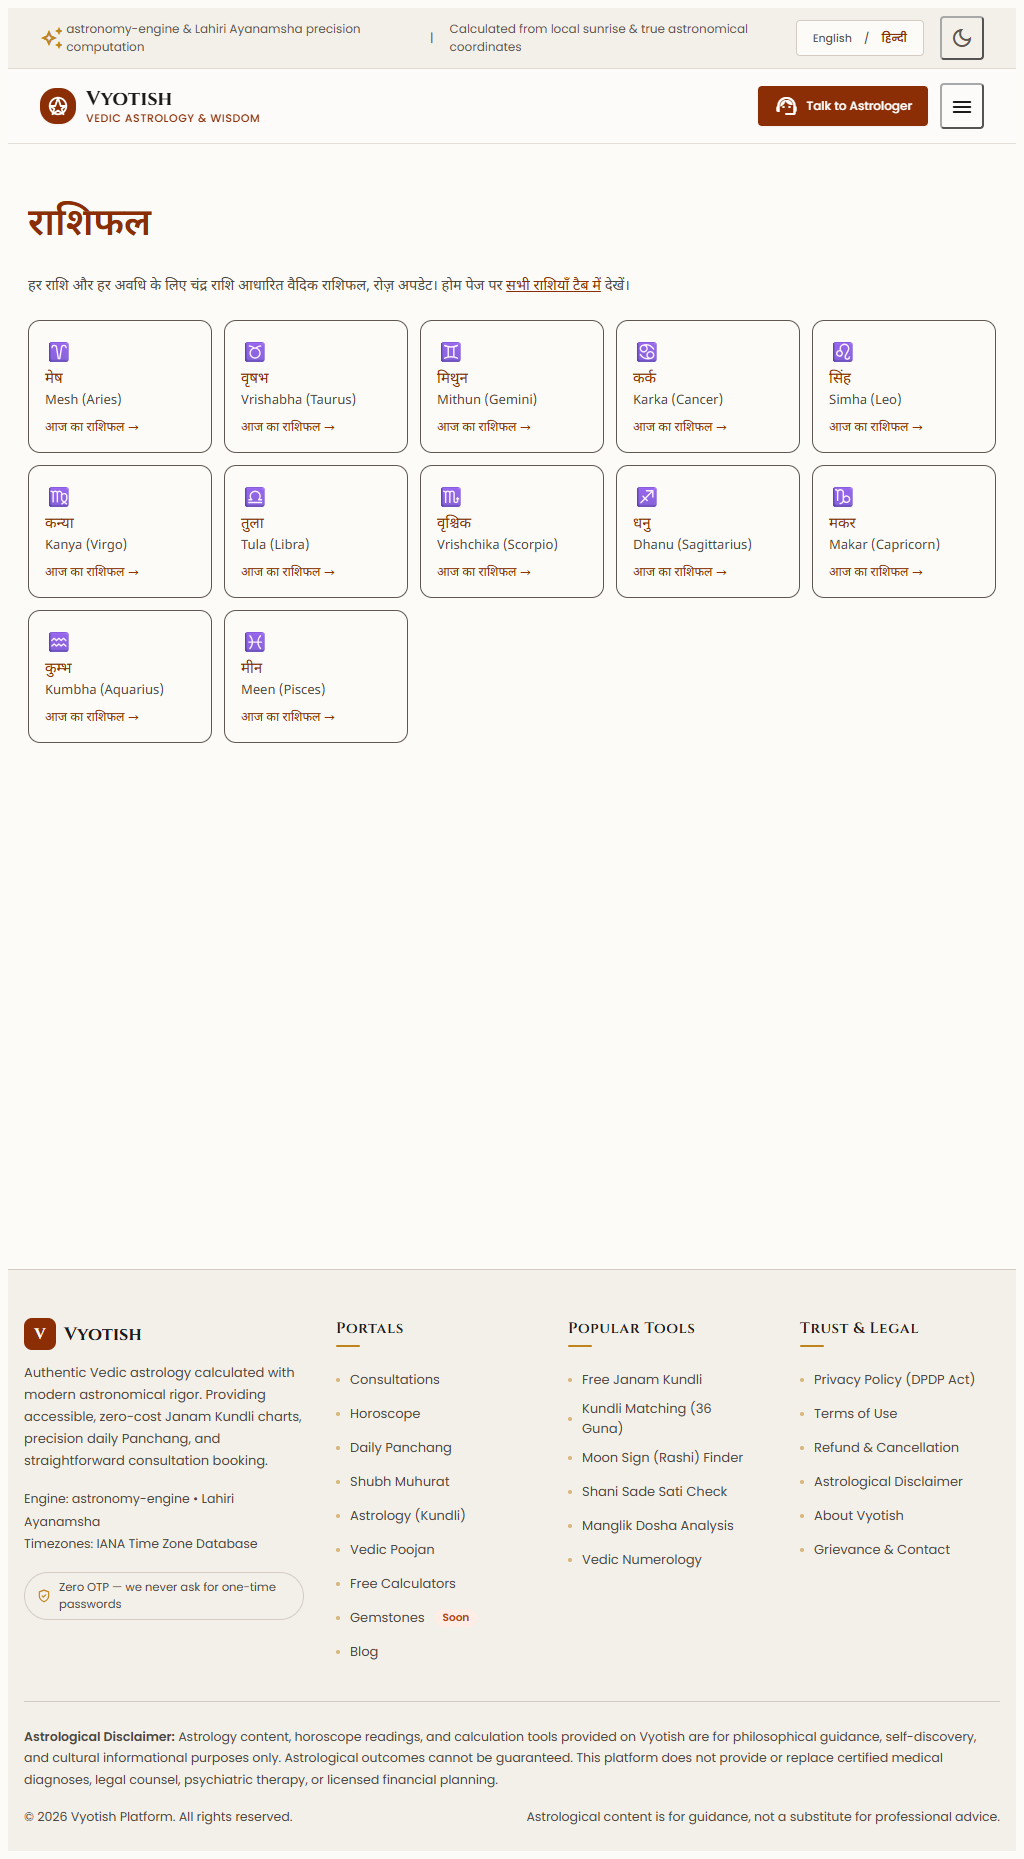 astronomy-engine & Lahiri Ayanamsha precision
computation
|
Calculated from local sunrise & true astronomical
coordinates
English / हिन्दी
VYOTISH
VEDIC ASTROLOGY & WISDOM
Talk to Astrologer
राशिफल
हर राशि और हर अवधि के लिए चंद्र राशि आधारित वैदिक राशिफल, रोज़ अपडेट। होम पेज पर सभी राशियाँ टैब में देखें।
♈ ♉ ♊ ♋ ♌
मेष वृषभ मिथुन कर्क सिंह
Mesh (Aries) Vrishabha (Taurus) Mithun (Gemini) Karka (Cancer) Simha (Leo)
आज का राशिफल → आज का राशिफल → आज का राशिफल → आज का राशिफल → आज का राशिफल →
♍ ♎ ♏ ♐ ♑
कन्या तुला वृश्चिक धनु मकर
Kanya (Virgo) Tula (Libra) Vrishchika (Scorpio) Dhanu (Sagittarius) Makar (Capricorn)
आज का राशिफल → आज का राशिफल → आज का राशिफल → आज का राशिफल → आज का राशिफल →
♒ ♓
कुम्भ मीन
Kumbha (Aquarius) Meen (Pisces)
आज का राशिफल → आज का राशिफल →
V VYOTISH
Authentic Vedic astrology calculated with
modern astronomical rigor. Providing
accessible, zero-cost Janam Kundli charts,
precision daily Panchang, and
straightforward consultation booking.
Engine: astronomy-engine • Lahiri
Ayanamsha
Timezones: IANA Time Zone Database
Zero OTP — we never ask for one-time
passwords
PORTALS
• Consultations
• Horoscope
• Daily Panchang
• Shubh Muhurat
• Astrology (Kundli)
• Vedic Poojan
• Free Calculators
• Gemstones Soon
• Blog
POPULAR TOOLS
• Free Janam Kundli
• Kundli Matching (36
Guna)
• Moon Sign (Rashi) Finder
• Shani Sade Sati Check
• Manglik Dosha Analysis
• Vedic Numerology
TRUST & LEGAL
• Privacy Policy (DPDP Act)
• Terms of Use
• Refund & Cancellation
• Astrological Disclaimer
• About Vyotish
• Grievance & Contact
Astrological Disclaimer: Astrology content, horoscope readings, and calculation tools provided on Vyotish are for philosophical guidance, self-discovery,
and cultural informational purposes only. Astrological outcomes cannot be guaranteed. This platform does not provide or replace certified medical
diagnoses, legal counsel, psychiatric therapy, or licensed financial planning.
© 2026 Vyotish Platform. All rights reserved.
Astrological content is for guidance, not a substitute for professional advice.